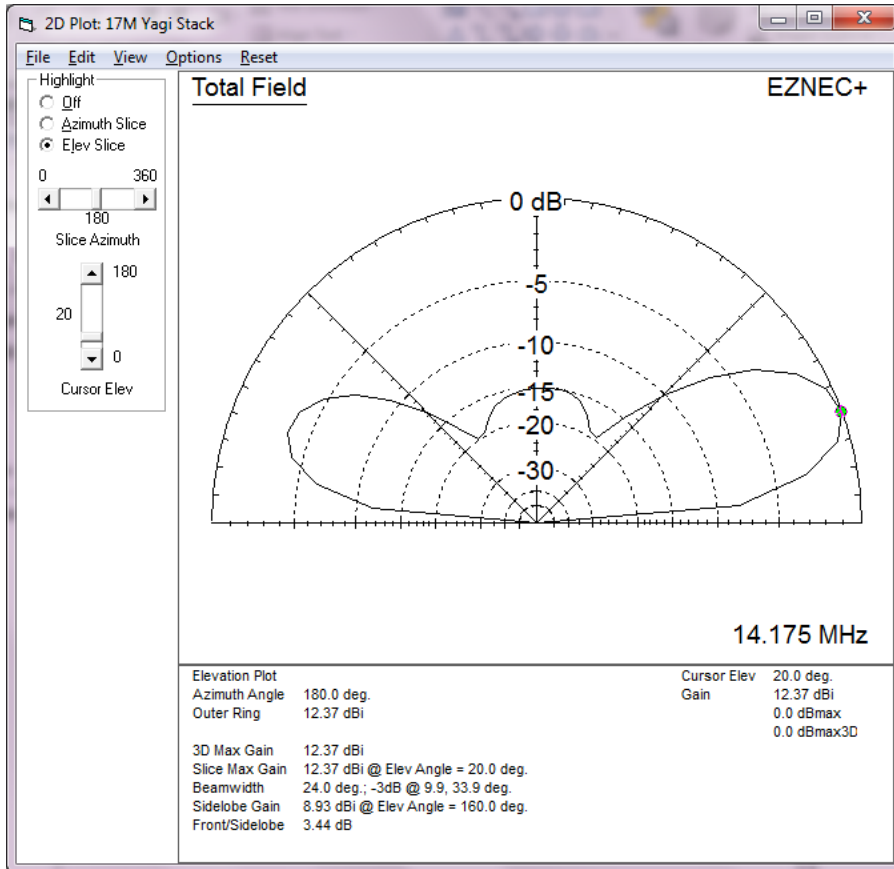 2D Plot: 17M Yagi Stack
File Edit View Options Reset
Highlight
Off
Azimuth Slice
Elev Slice
0 360
180
Slice Azimuth
180
20
0
Cursor Elev
Total Field EZNEC+
0 dB
-5
-10
-15
-20
-30
14.175 MHz
Elevation Plot Cursor Elev 20.0 deg.
Azimuth Angle 180.0 deg. Gain 12.37 dBi
Outer Ring 12.37 dBi 0.0 dBmax
0.0 dBmax3D
3D Max Gain 12.37 dBi
Slice Max Gain 12.37 dBi @ Elev Angle = 20.0 deg.
Beamwidth 24.0 deg.; -3dB @ 9.9, 33.9 deg.
Sidelobe Gain 8.93 dBi @ Elev Angle = 160.0 deg.
Front/Sidelobe 3.44 dB